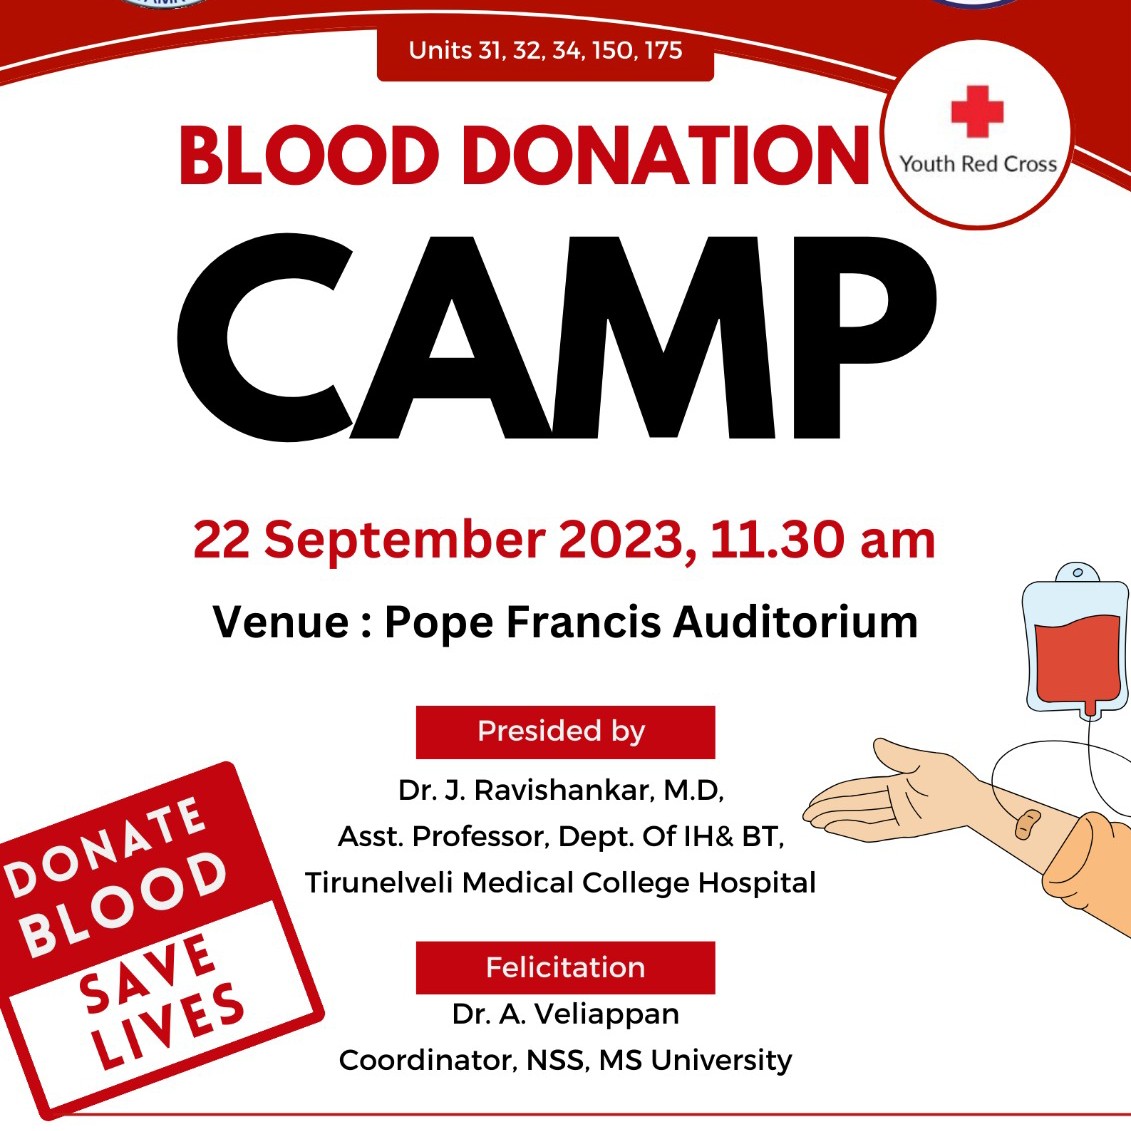 Units 31, 32, 34, 150, 175
BLOOD DONATION
Youth Red Cross
CAMP
22 September 2023, 11.30 am
Venue : Pope Francis Auditorium
Presided by
Dr. J. Ravishankar, M.D,
Asst. Professor, Dept. Of IH& BT,
Tirunelveli Medical College Hospital
DONATE
BLOOD
SAVE
LIVES
Felicitation
Dr. A. Veliappan
Coordinator, NSS, MS University